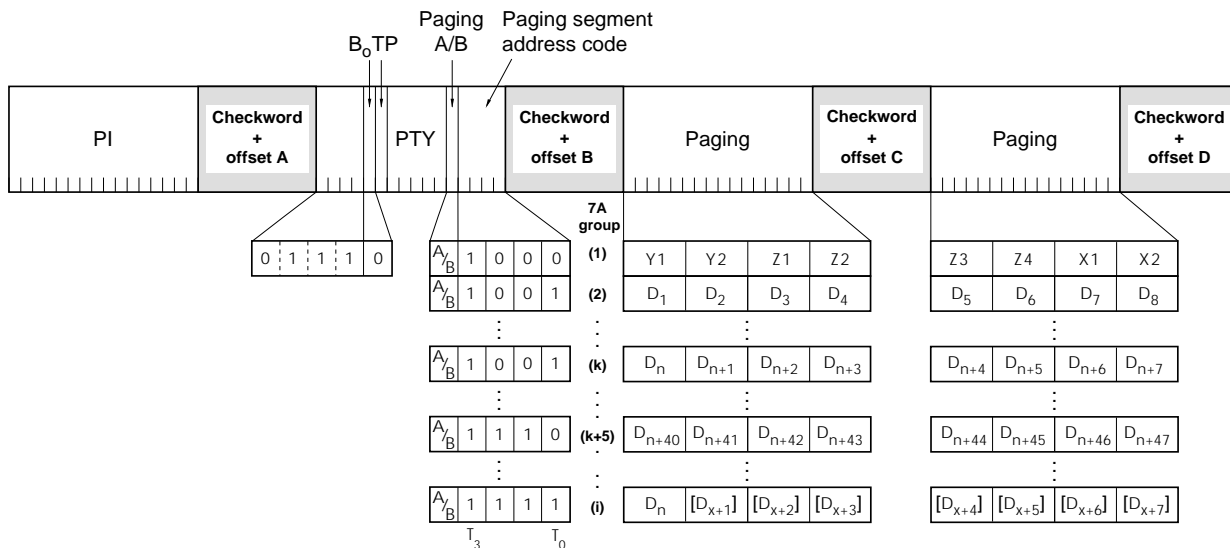 Paging Paging segment
BₒTP A/B address code
PI Checkword + offset A PTY Checkword + offset B Paging Checkword + offset C Paging Checkword + offset D
7A group
0 1 1 1 0 A/B 1 0 0 0 (1) Y1 Y2 Z1 Z2 Z3 Z4 X1 X2
A/B 1 0 0 1 (2) D₁ D₂ D₃ D₄ D₅ D₆ D₇ D₈
A/B 1 0 0 1 (k) Dₙ Dₙ₊₁ Dₙ₊₂ Dₙ₊₃ Dₙ₊₄ Dₙ₊₅ Dₙ₊₆ Dₙ₊₇
A/B 1 1 1 0 (k+5) Dₙ₊₄₀ Dₙ₊₄₁ Dₙ₊₄₂ Dₙ₊₄₃ Dₙ₊₄₄ Dₙ₊₄₅ Dₙ₊₄₆ Dₙ₊₄₇
A/B 1 1 1 1 (i) Dₙ [Dₓ₊₁] [Dₓ₊₂] [Dₓ₊₃] [Dₓ₊₄] [Dₓ₊₅] [Dₓ₊₆] [Dₓ₊₇]
T₃ T₀